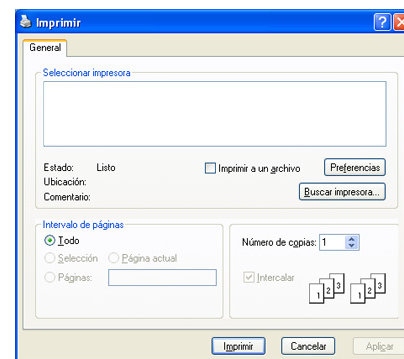 Imprimir
General
Seleccionar impresora
Estado: Listo
Imprimir a un archivo
Preferencias
Ubicación:
Comentario:
Buscar impresora...
Intervalo de páginas
Todo
Selección
Página actual
Páginas:
Número de copias: 1
Intercalar
1 2 3 1 2 3
Imprimir
Cancelar
Aplicar